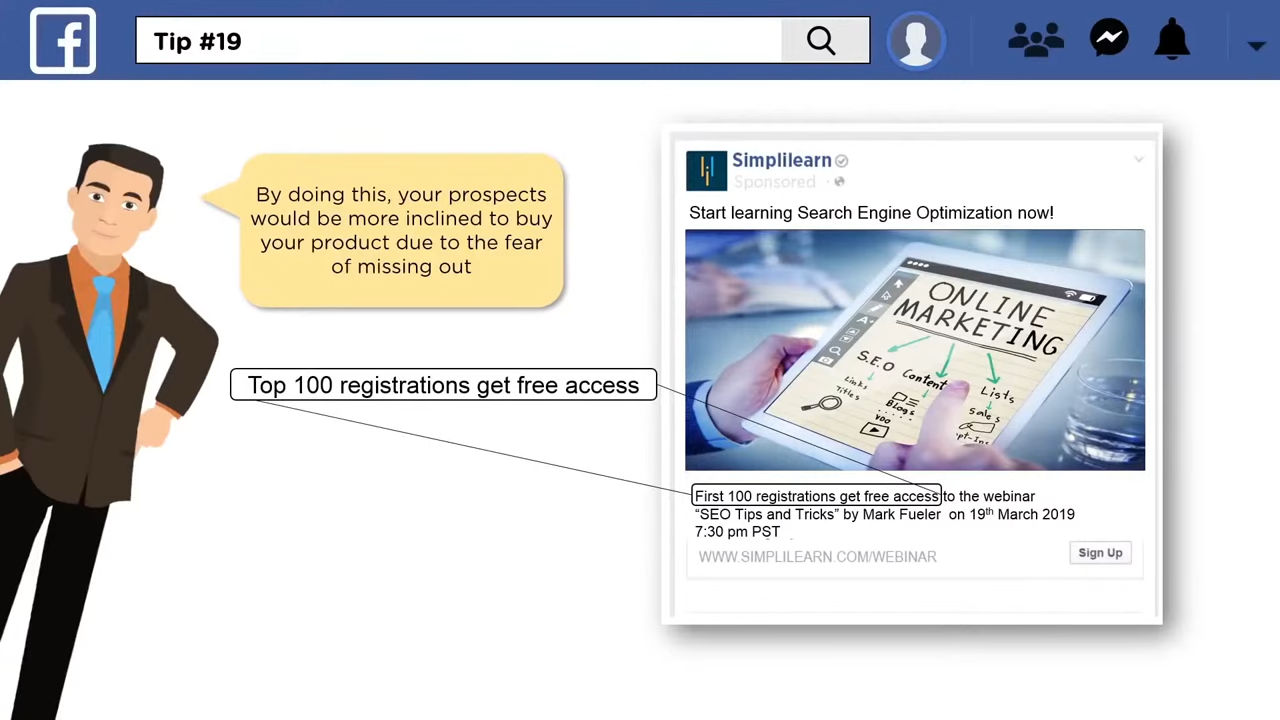 Tip #19
By doing this, your prospects
would be more inclined to buy
your product due to the fear
of missing out
Top 100 registrations get free access
Simplilearn
Sponsored
Start learning Search Engine Optimization now!
ONLINE
MARKETING
S.E.O
Content
Lists
Links
Titles
Blogs
Sales
First 100 registrations get free access to the webinar
“SEO Tips and Tricks” by Mark Fueler on 19th March 2019
7:30 pm PST
WWW.SIMPLILEARN.COM/WEBINAR
Sign Up